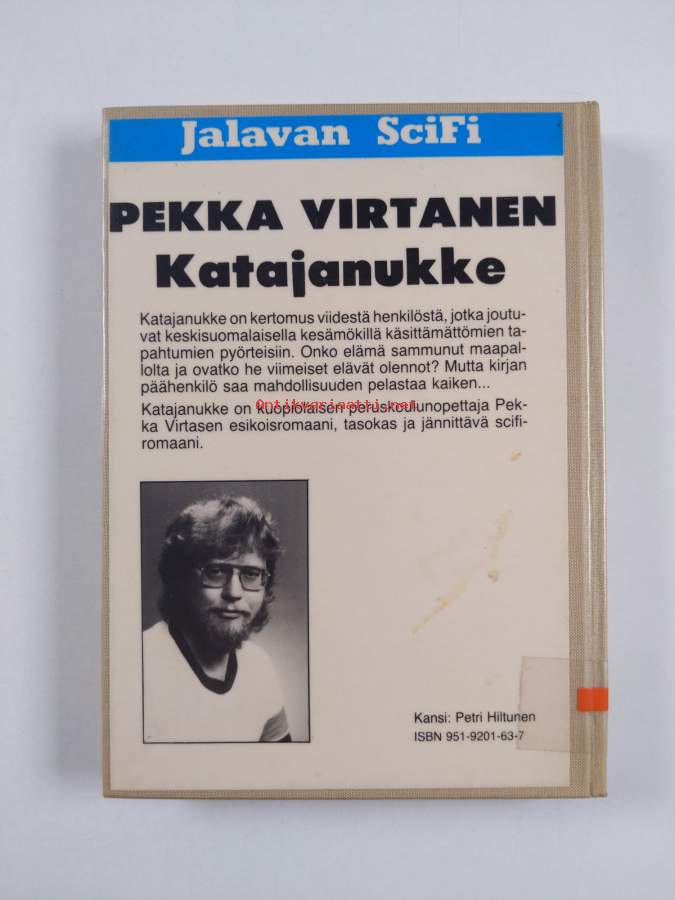 Jalavan SciFi
PEKKA VIRTANEN
Katajanukke
Katajanukke on kertomus viidestä henkilöstä, jotka joutu-
vat keskisuomalaisella kesämökillä käsittämättömien ta-
pahtumien pyörteisiin. Onko elämä sammunut maapal-
lolta ja ovatko he viimeiset elävät olennot? Mutta kirjan
päähenkilö saa mahdollisuuden pelastaa kaiken...
Antikvariaatti.net
Katajanukke on kuopiolaisen peruskoulunopettaja Pek-
ka Virtasen esikoisromaani, tasokas ja jännittävä scifi-
romaani.
Kansi: Petri Hiltunen
ISBN 951-9201-63-7